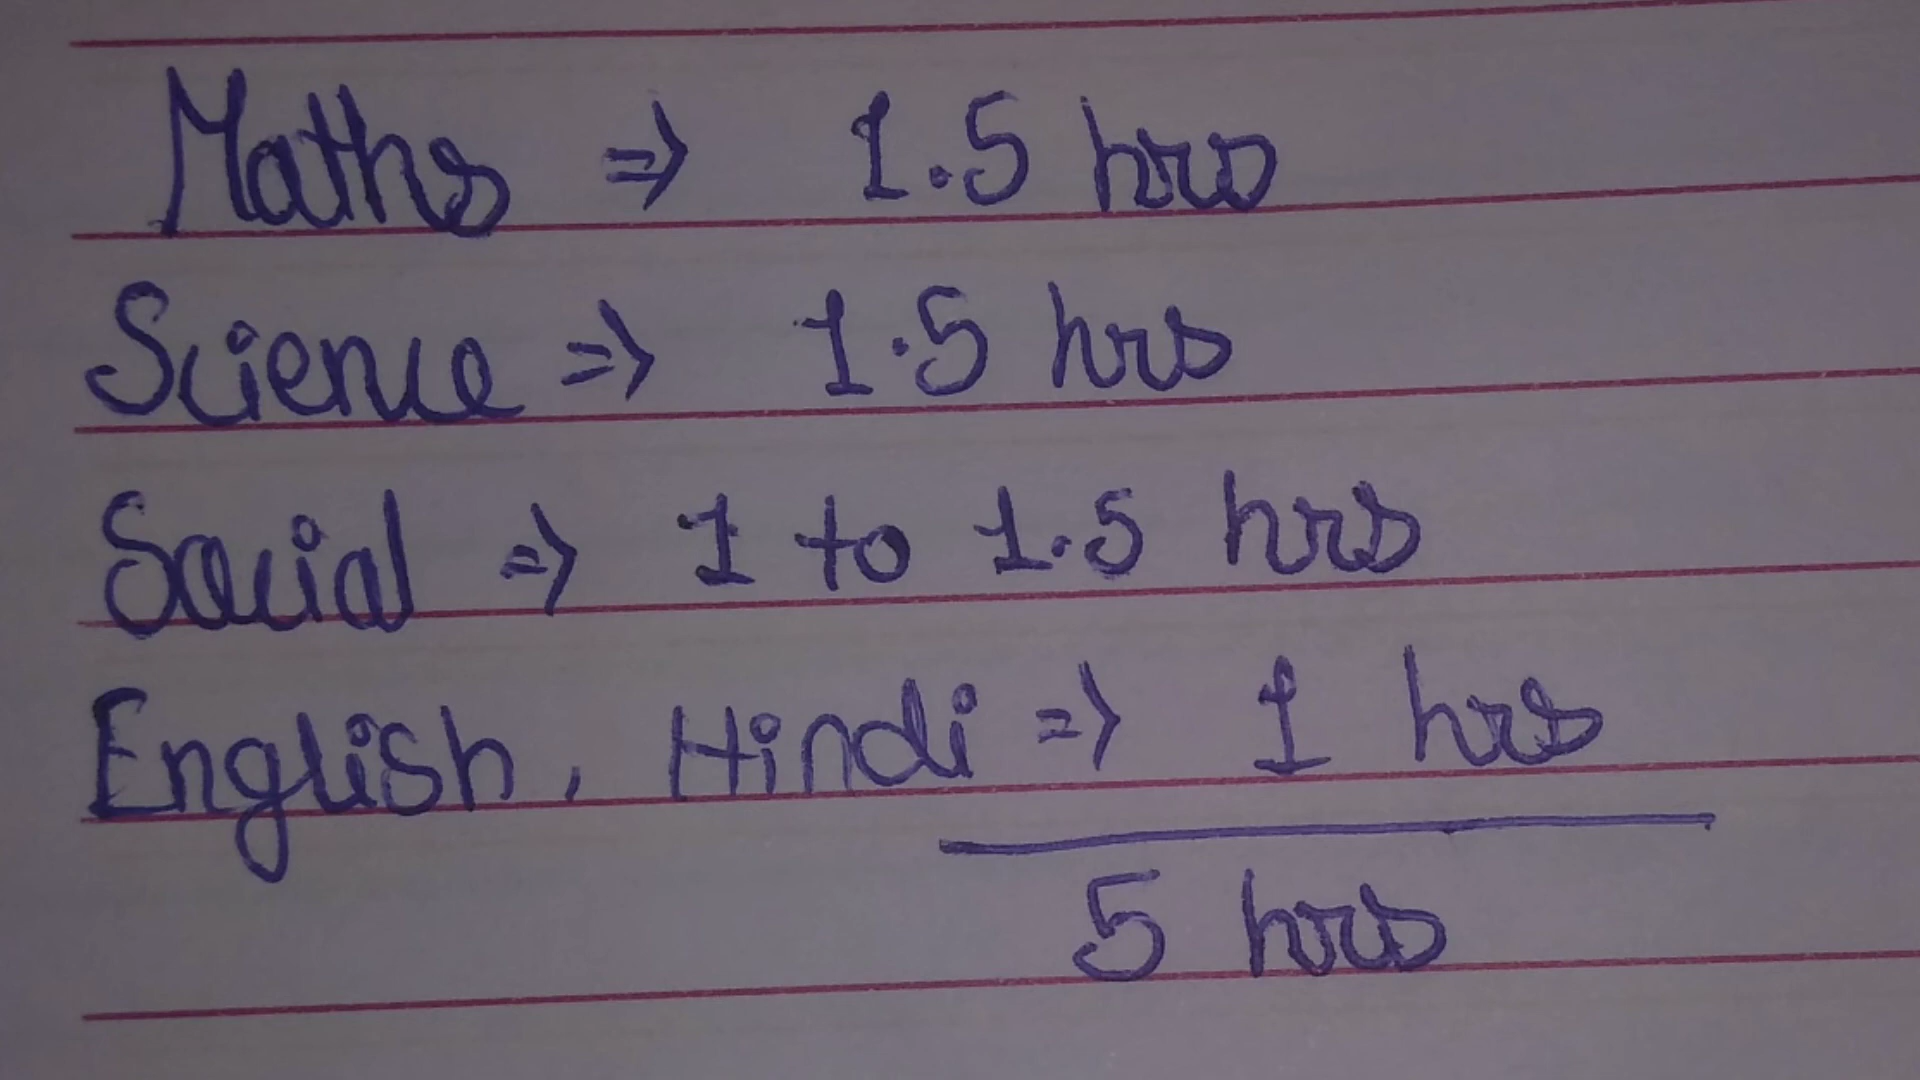 Maths => 1.5 hrs
Science => 1.5 hrs
Social => 1 to 1.5 hrs
English, Hindi => 1 hrs
5 hrs